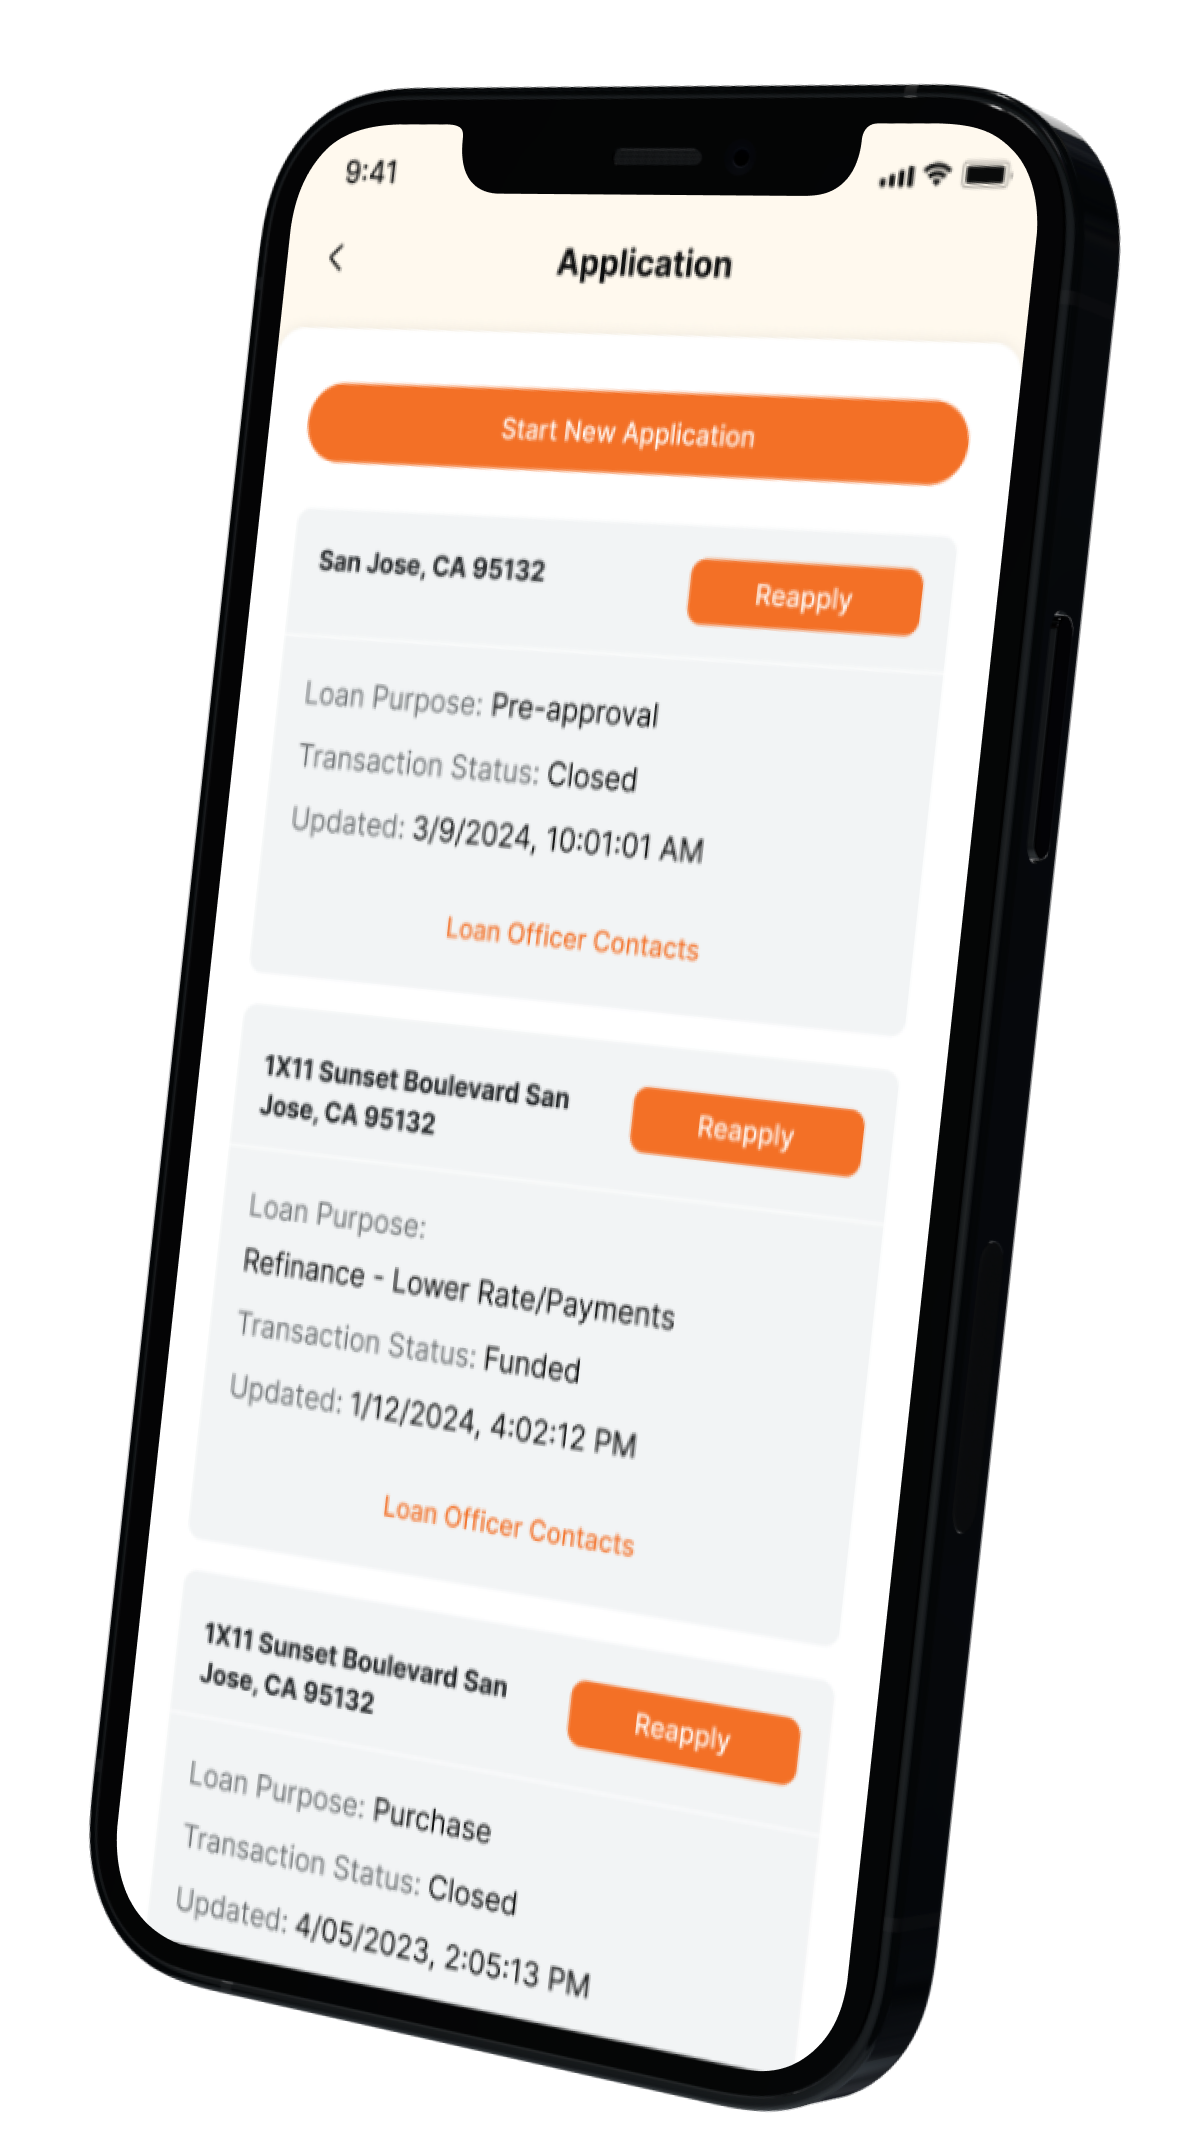 9:41
Application
Start New Application
San Jose, CA 95132
Reapply
Loan Purpose: Pre-approval
Transaction Status: Closed
Updated: 3/9/2024, 10:01:01 AM
Loan Officer Contacts
1X11 Sunset Boulevard San
Jose, CA 95132
Reapply
Loan Purpose:
Refinance - Lower Rate/Payments
Transaction Status: Funded
Updated: 1/12/2024, 4:02:12 PM
Loan Officer Contacts
1X11 Sunset Boulevard San
Jose, CA 95132
Reapply
Loan Purpose: Purchase
Transaction Status: Closed
Updated: 4/05/2023, 2:05:13 PM